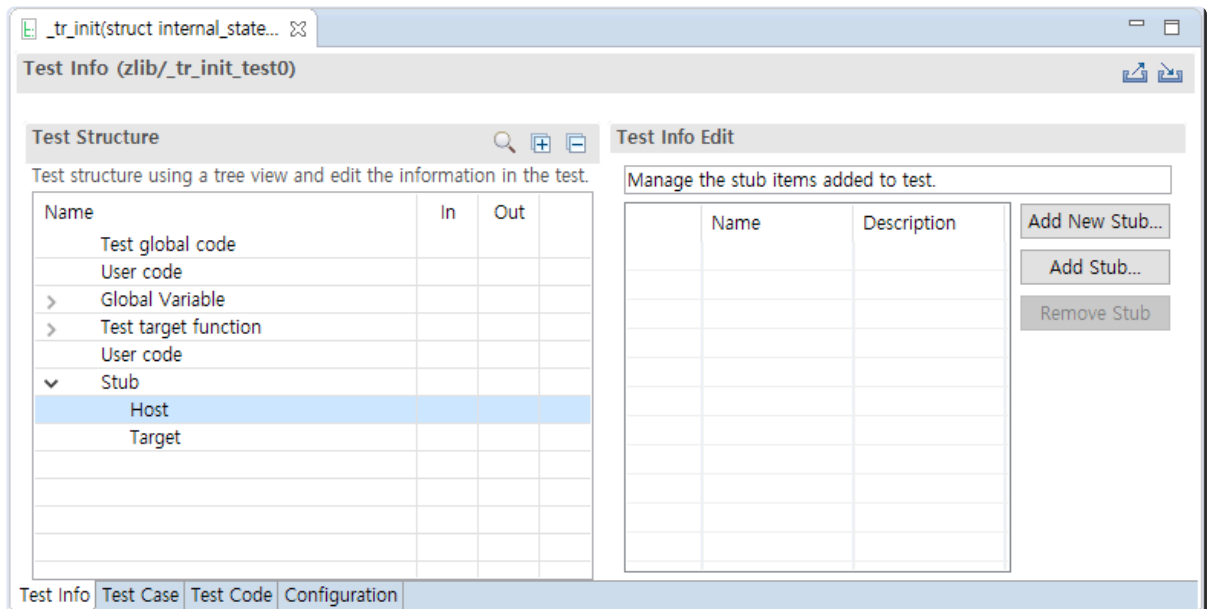 _tr_init(struct internal_state...
Test Info (zlib/_tr_init_test0)
Test Structure
Test structure using a tree view and edit the information in the test.
Name In Out
Test global code
User code
Global Variable
Test target function
User code
Stub
Host
Target
Test Info Edit
Manage the stub items added to test.
Name Description
Add New Stub...
Add Stub...
Remove Stub
Test Info Test Case Test Code Configuration